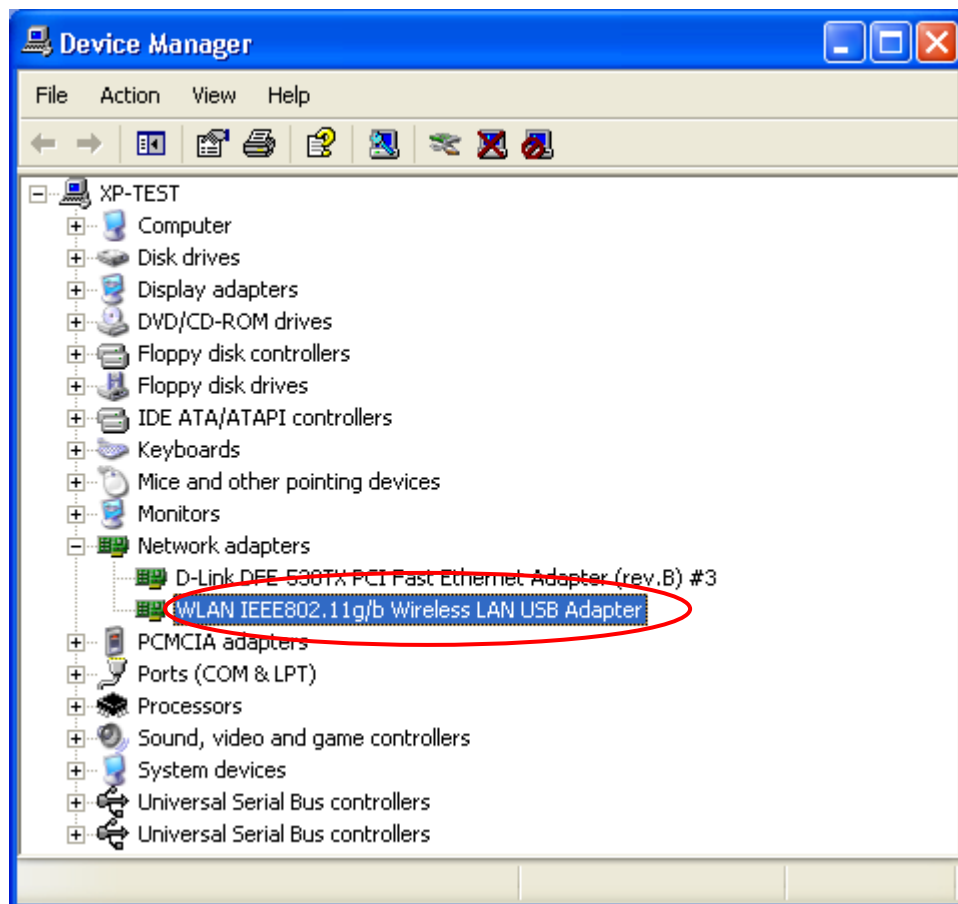 Device Manager
File Action View Help
XP-TEST
Computer
Disk drives
Display adapters
DVD/CD-ROM drives
Floppy disk controllers
Floppy disk drives
IDE ATA/ATAPI controllers
Keyboards
Mice and other pointing devices
Monitors
Network adapters
D-Link DFE-530TX PCI Fast Ethernet Adapter (rev.B) #3
WLAN IEEE802.11g/b Wireless LAN USB Adapter
PCMCIA adapters
Ports (COM & LPT)
Processors
Sound, video and game controllers
System devices
Universal Serial Bus controllers
Universal Serial Bus controllers